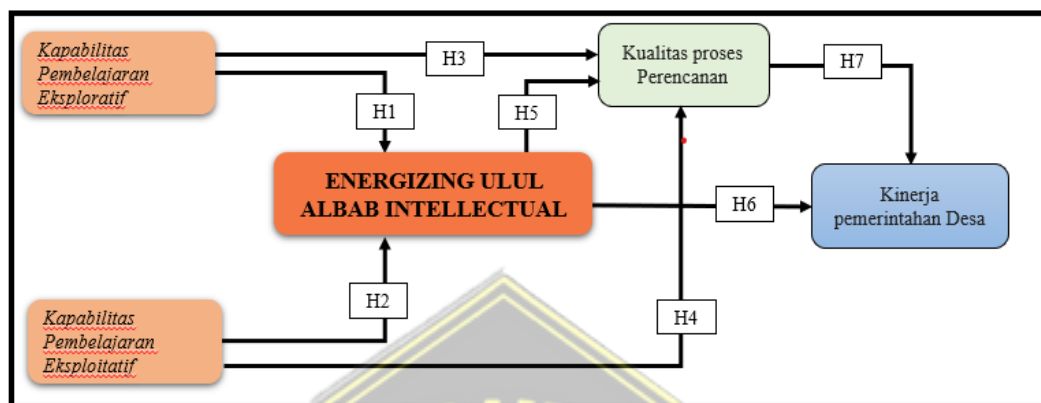 Kapabilitas
Pembelajaran
Eksploratif
H3
H1
H5
Kualitas proses
Perencanan
H7
ENERGIZING ULUL
ALBAB INTELLECTUAL
H6
Kinerja
pemerintahan Desa
H2
H4
Kapabilitas
Pembelajaran
Eksploitatif